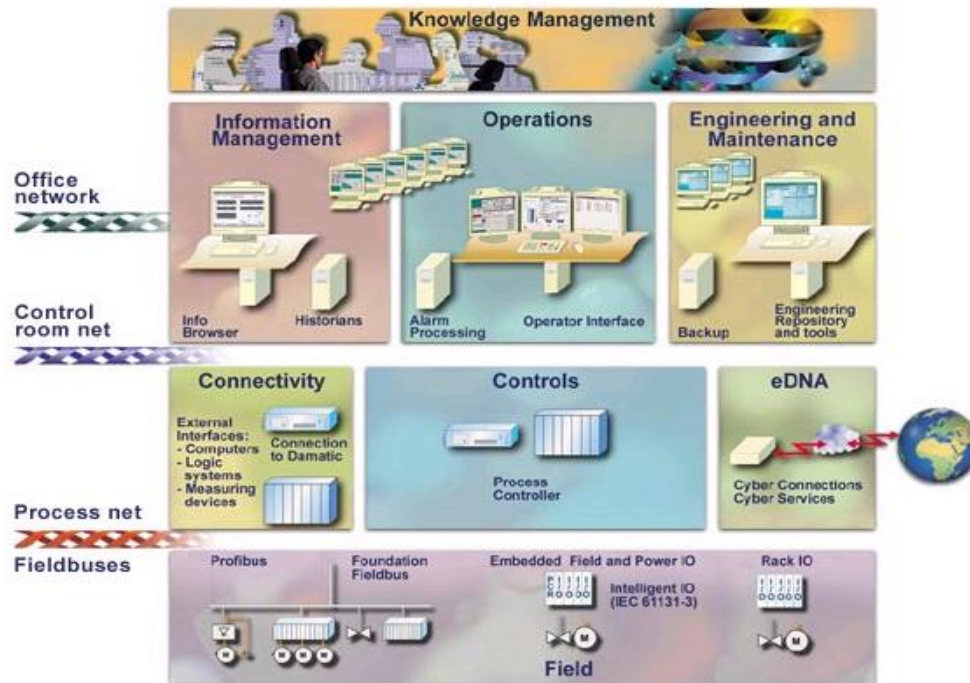 Knowledge Management
Information
Management
Operations
Engineering and
Maintenance
Office
network
Info
Browser
Historians
Alarm
Processing
Operator Interface
Backup
Engineering
Repository
and tools
Control
room net
Connectivity
External
Interfaces:
- Computers
- Logic
systems
- Measuring
devices
Connection
to Damatic
Controls
Process
Controller
eDNA
Cyber Connections
Cyber Services
Process net
Fieldbuses
Profibus
Foundation
Fieldbus
Embedded Field and Power IO
Intelligent IO
(IEC 61131-3)
Rack IO
M
M
M
M
M
M
Field